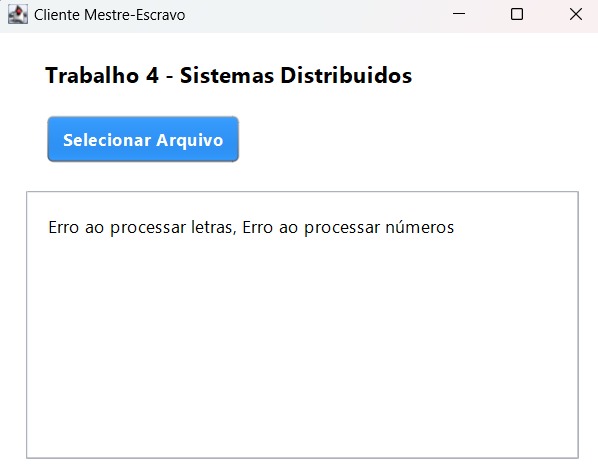 Cliente Mestre-Escravo
Trabalho 4 - Sistemas Distribuidos
Selecionar Arquivo
Erro ao processar letras, Erro ao processar números